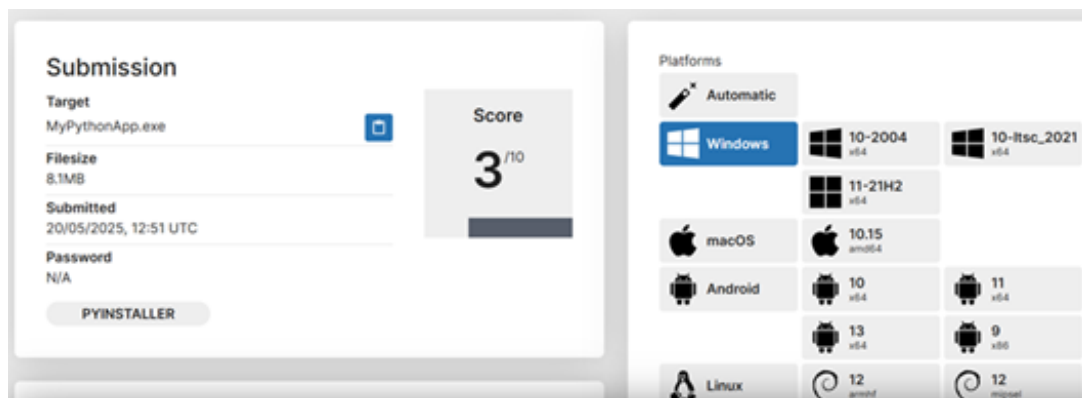 Submission
Target
MyPythonApp.exe
Filesize
8.1MB
Submitted
20/05/2025, 12:51 UTC
Password
N/A
PYINSTALLER
Score
3/10
Platforms
Automatic
Windows
10-2004
x64
10-ltsc_2021
x64
11-21H2
x64
macOS
10.15
amd64
Android
10
x64
11
x64
13
x64
9
x86
Linux
12
armhf
12
mipsel